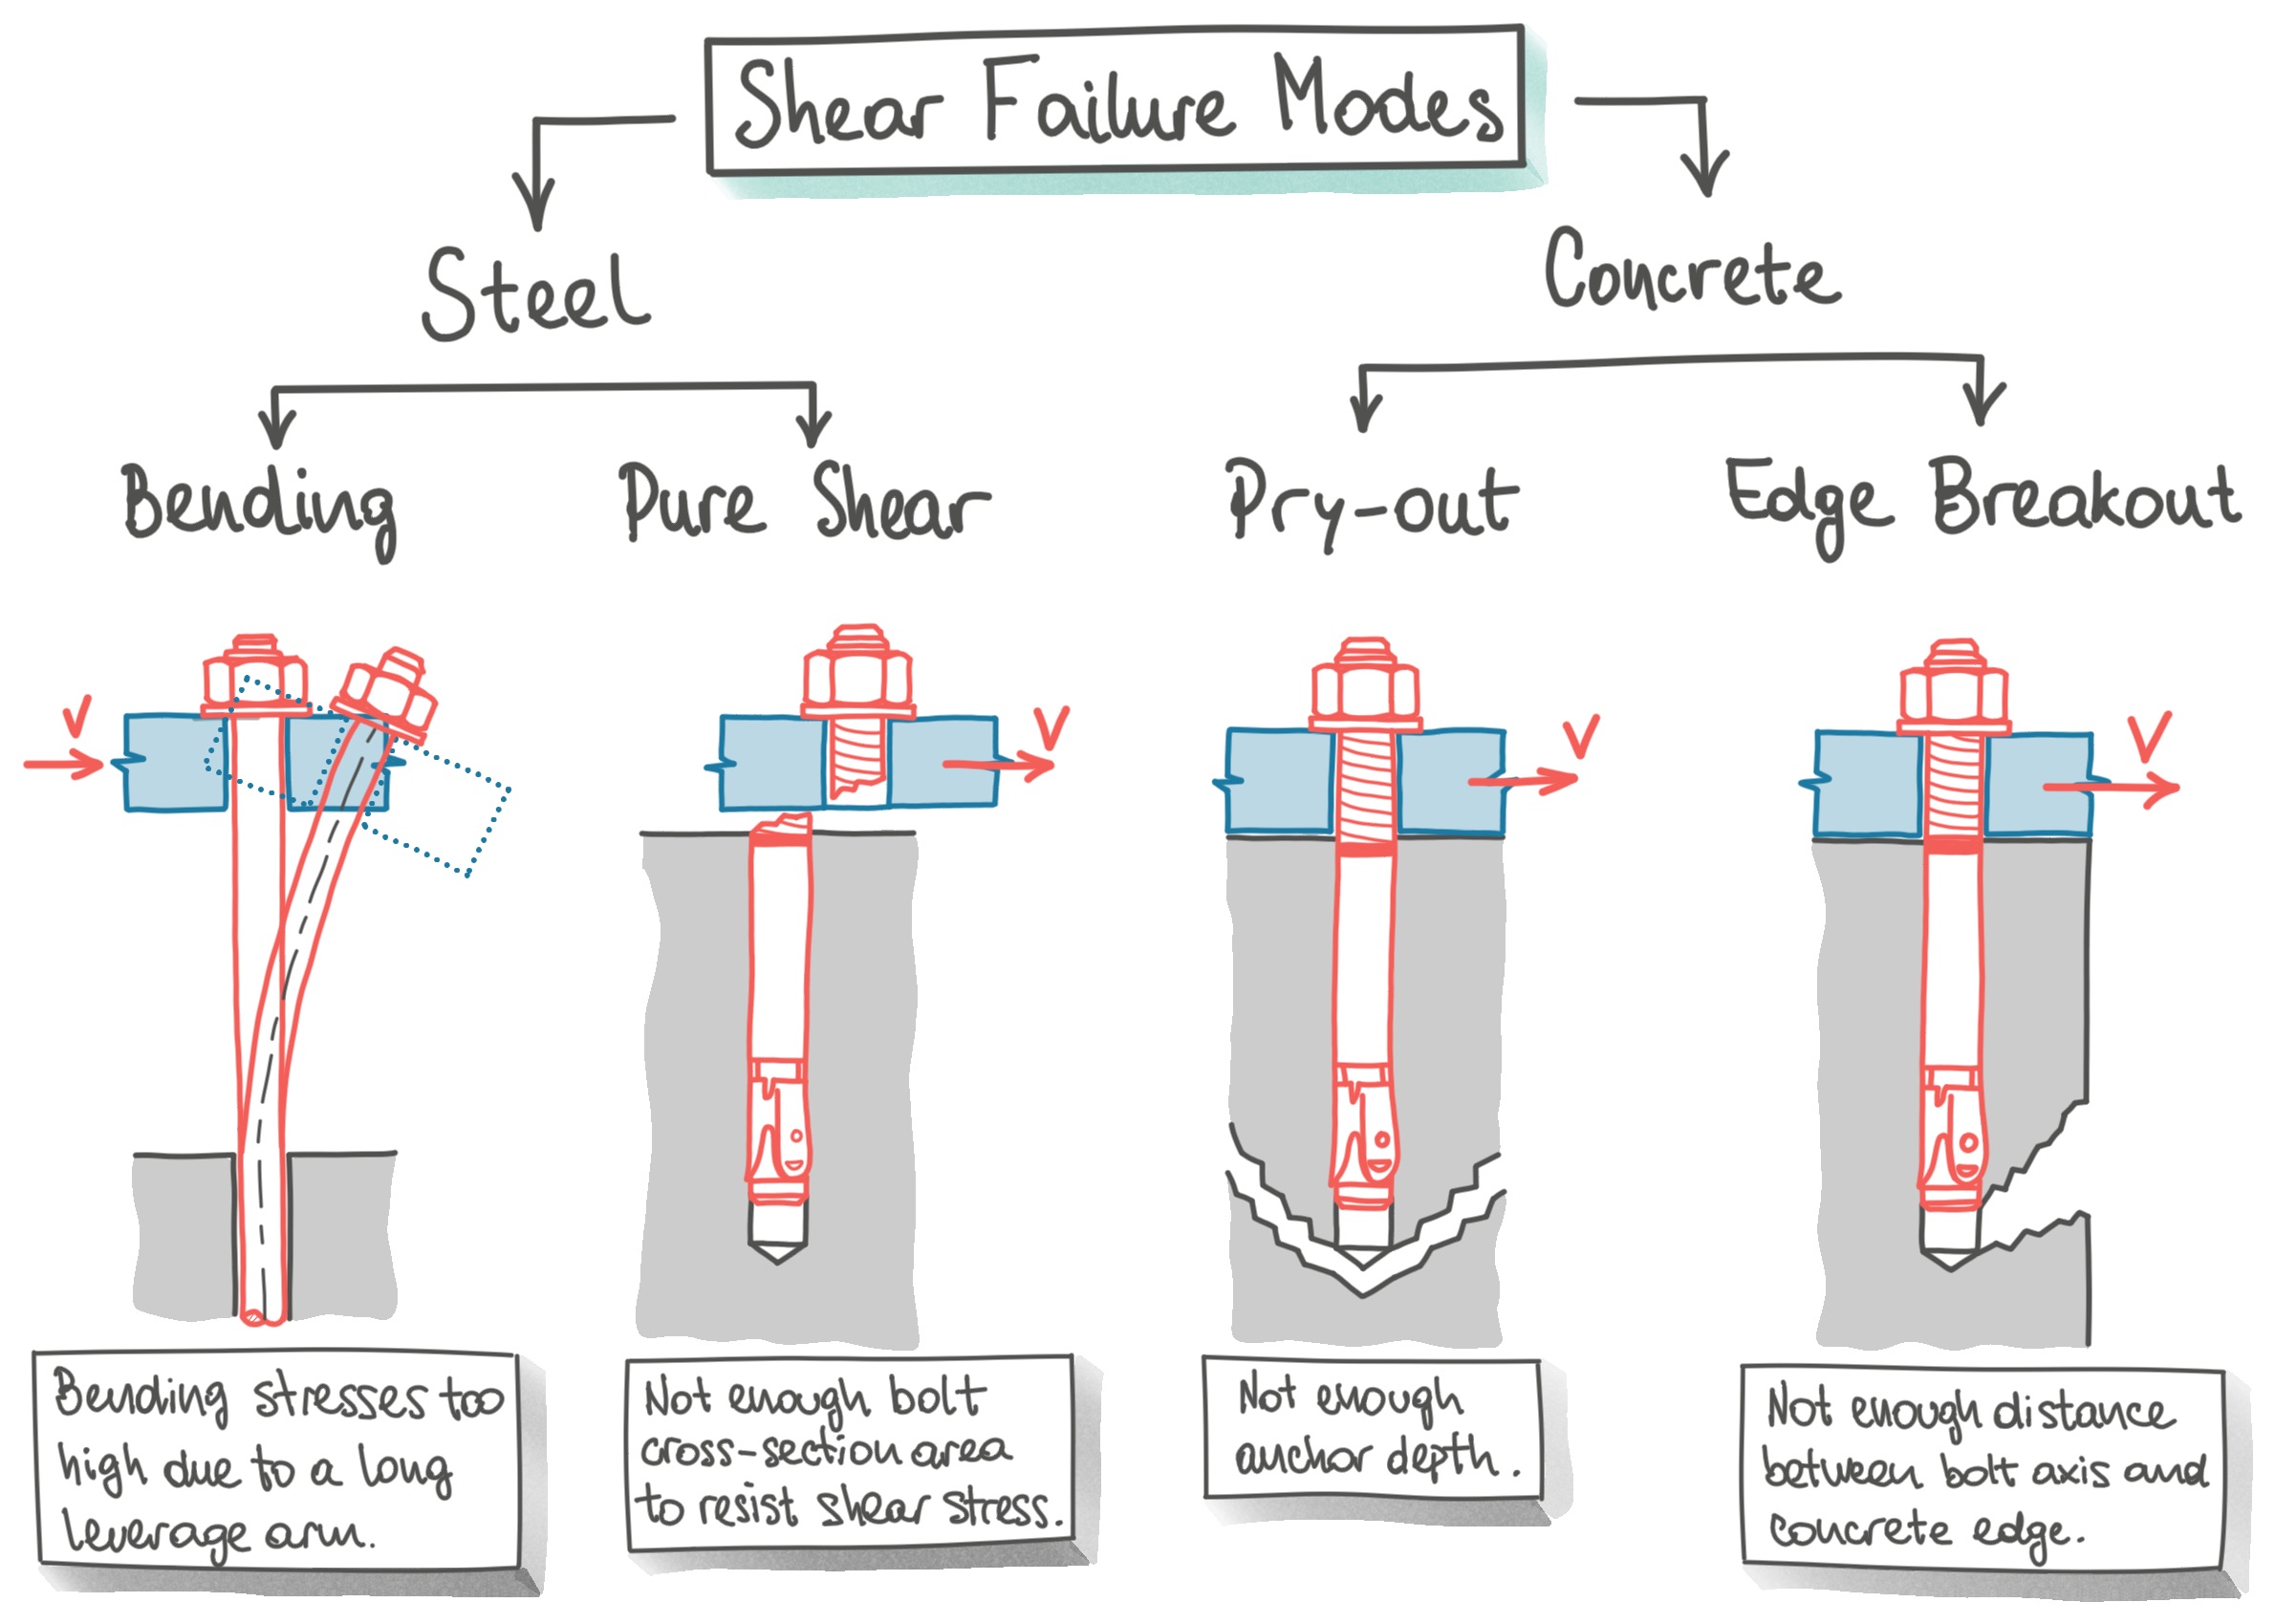 Shear Failure Modes
Steel
Concrete
Bending
Pure Shear
Pry-out
Edge Breakout
V
V
V
V
Bending stresses too
high due to a long
leverage arm.
Not enough bolt
cross-section area
to resist shear stress.
Not enough
anchor depth.
Not enough distance
between bolt axis and
concrete edge.